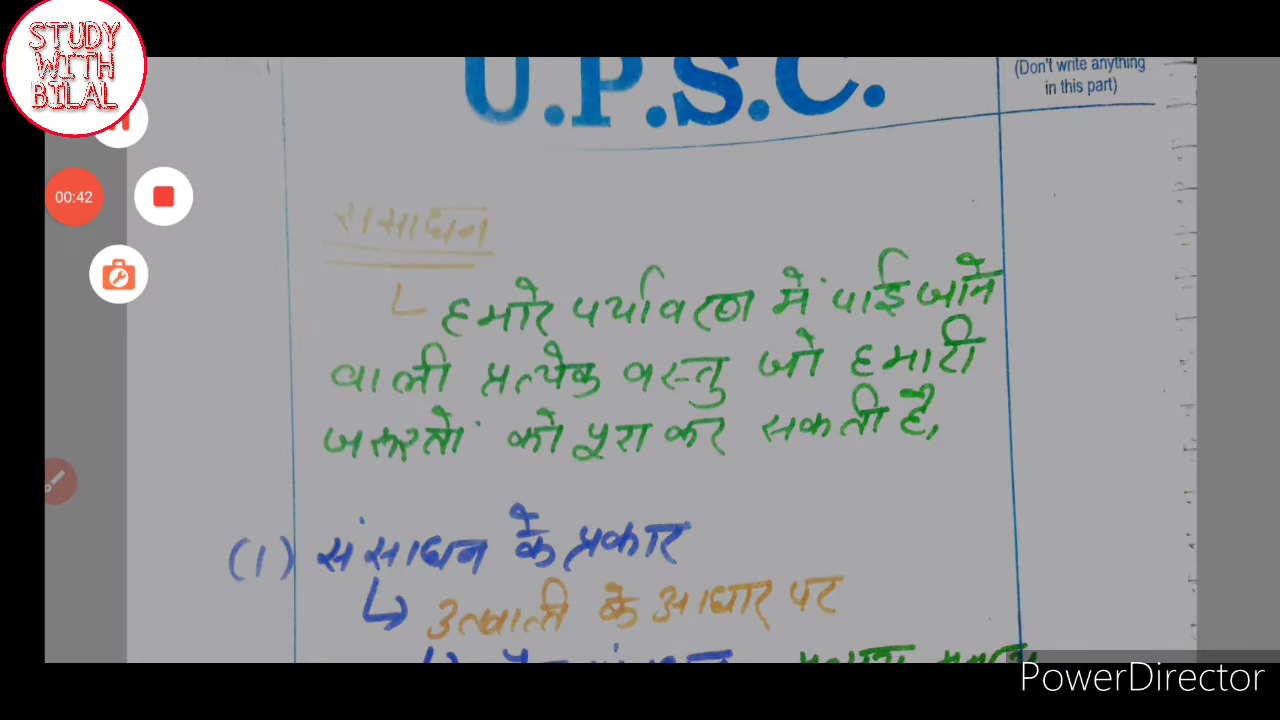 STUDY
WITH
BILAL
U.P.S.C.
(Don't write anything
in this part)
00:42
संसाधन
हमारे पर्यावरण में पाई जाने
वाली प्रत्येक वस्तु जो हमारी
जरूरतों को पूरा कर सकती है,
(1) संसाधन के प्रकार
उत्पत्ति के आधार पर
PowerDirector